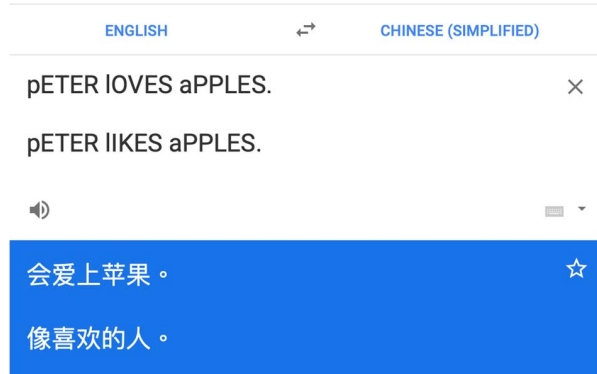 ENGLISH CHINESE (SIMPLIFIED)
pETER lOVES aPPLES.
pETER lIKES aPPLES.
会爱上苹果。
像喜欢的人。